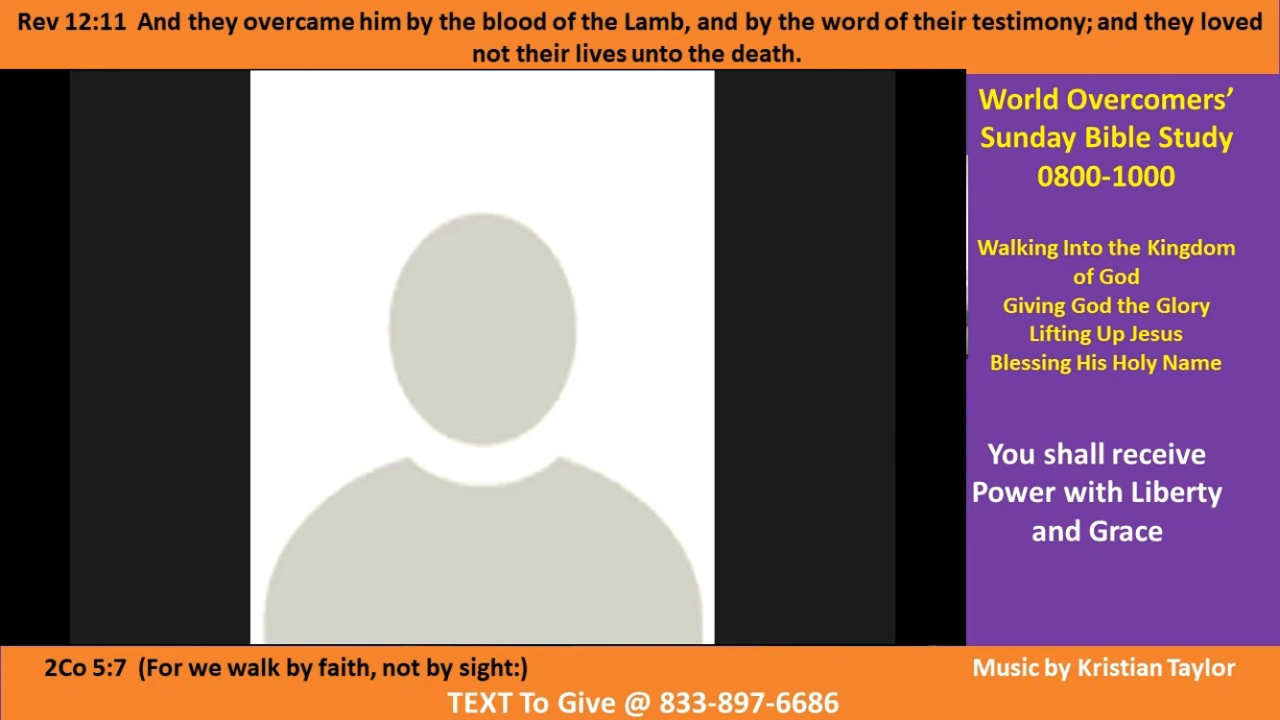 Rev 12:11  And they overcame him by the blood of the Lamb, and by the word of their testimony; and they loved
not their lives unto the death.
World Overcomers’
Sunday Bible Study
0800-1000
Walking Into the Kingdom
of God
Giving God the Glory
Lifting Up Jesus
Blessing His Holy Name
You shall receive
Power with Liberty
and Grace
2Co 5:7  (For we walk by faith, not by sight:)
Music by Kristian Taylor
TEXT To Give @ 833-897-6686